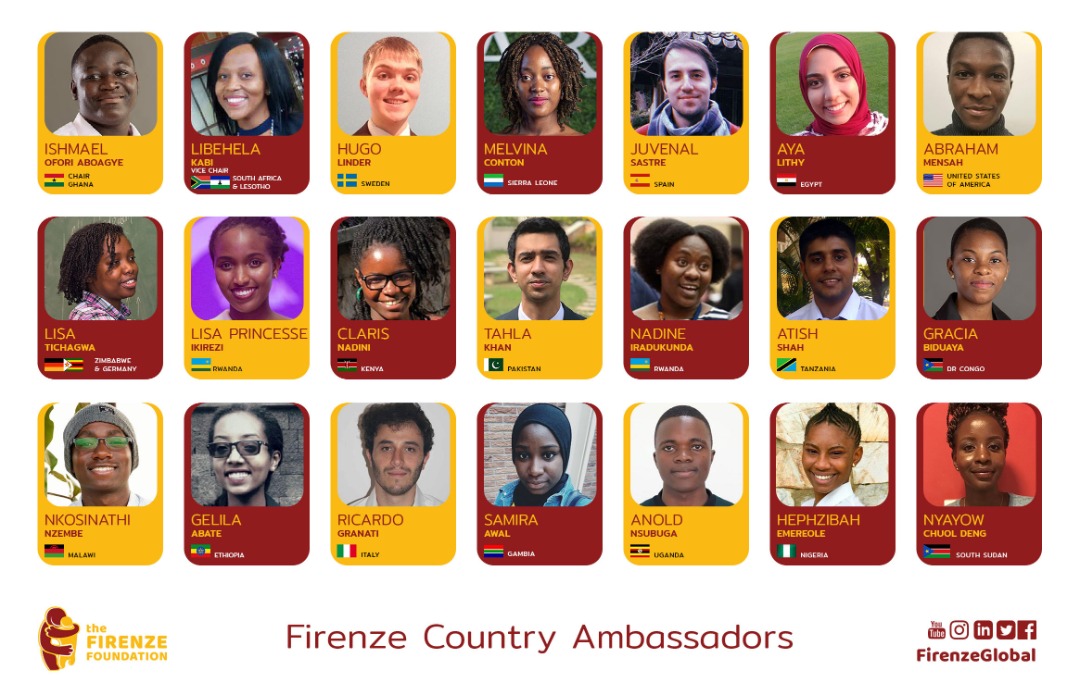 ISHMAEL
OFORI ABOAGYE
CHAIR
GHANA
LIBEHELA
KABI
VICE CHAIR
SOUTH AFRICA
& LESOTHO
HUGO
LINDER
SWEDEN
MELVINA
CONTON
SIERRA LEONE
JUVENAL
SASTRE
SPAIN
AYA
LITHY
EGYPT
ABRAHAM
MENSAH
UNITED STATES
OF AMERICA
LISA
TICHAGWA
ZIMBABWE
& GERMANY
LISA PRINCESSE
IKIREZI
RWANDA
CLARIS
NADINI
KENYA
TAHLA
KHAN
PAKISTAN
NADINE
IRADUKUNDA
RWANDA
ATISH
SHAH
TANZANIA
GRACIA
BIDUAYA
DR CONGO
NKOSINATHI
NZEMBE
MALAWI
GELILA
ABATE
ETHIOPIA
RICARDO
GRANATI
ITALY
SAMIRA
AWAL
GAMBIA
ANOLD
NSUBUGA
UGANDA
HEPHZIBAH
EMEREOLE
NIGERIA
NYAYOW
CHUOL DENG
SOUTH SUDAN
the
FIRENZE
FOUNDATION
Firenze Country Ambassadors
You
Tube
in
FirenzeGlobal